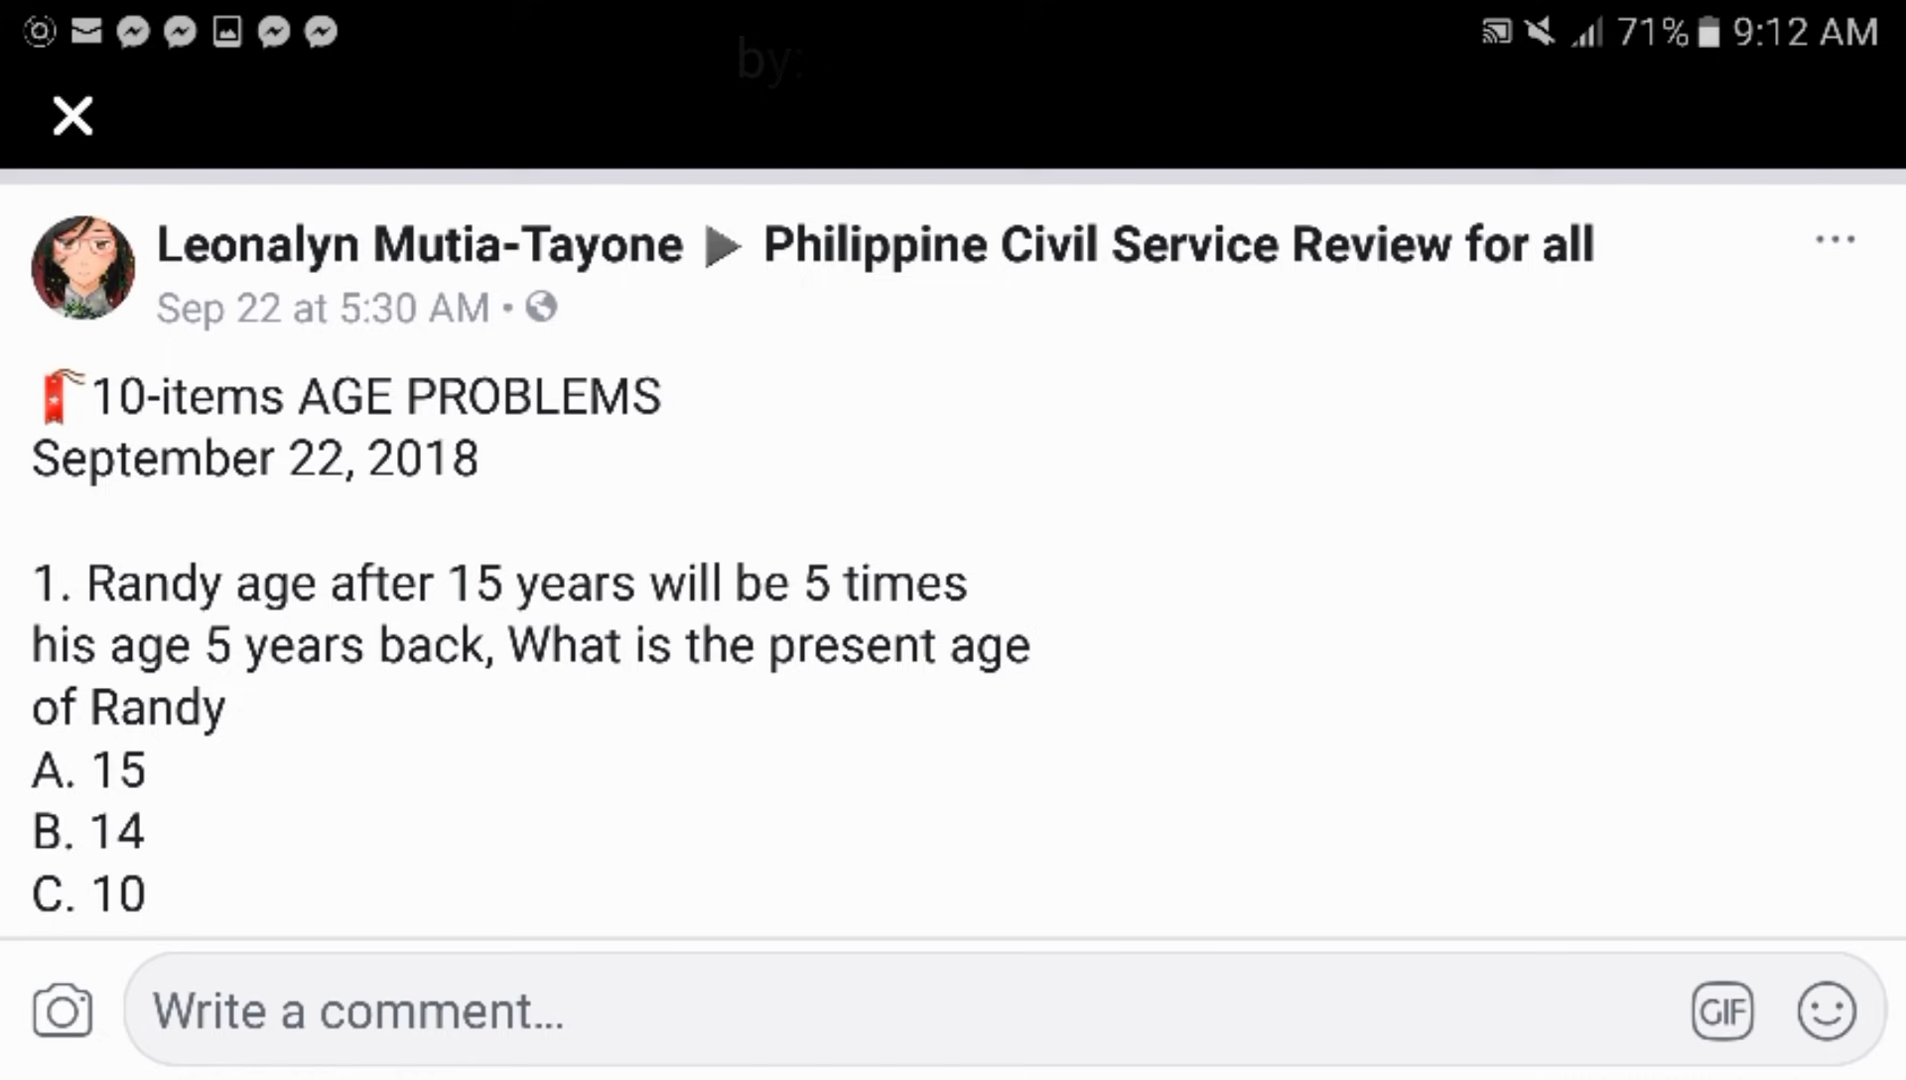 71% 9:12 AM
by:
Leonalyn Mutia-Tayone ▶ Philippine Civil Service Review for all
Sep 22 at 5:30 AM •
10-items AGE PROBLEMS
September 22, 2018
1. Randy age after 15 years will be 5 times
his age 5 years back, What is the present age
of Randy
A. 15
B. 14
C. 10
Write a comment...
GIF